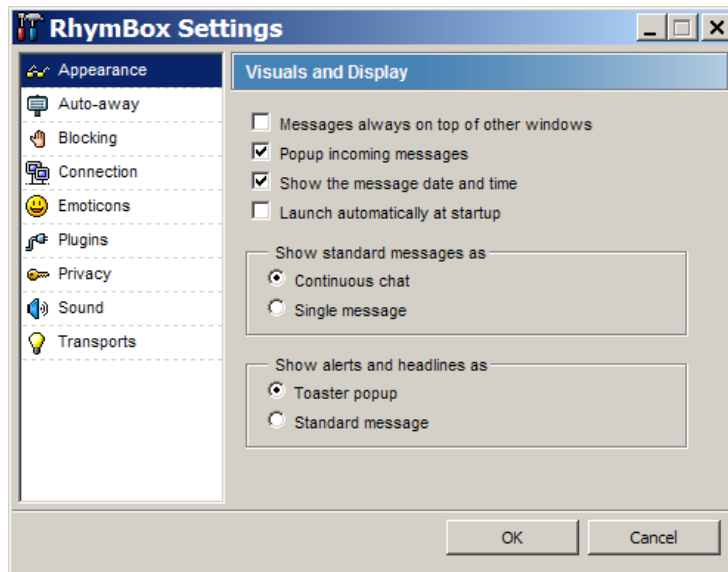 RhymBox Settings
Appearance
Auto-away
Blocking
Connection
Emoticons
Plugins
Privacy
Sound
Transports
Visuals and Display
Messages always on top of other windows
Popup incoming messages
Show the message date and time
Launch automatically at startup
Show standard messages as
Continuous chat
Single message
Show alerts and headlines as
Toaster popup
Standard message
OK
Cancel